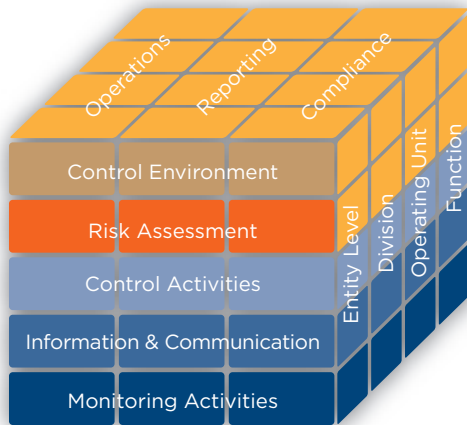 Operations
Reporting
Compliance
Control Environment
Risk Assessment
Control Activities
Information & Communication
Monitoring Activities
Entity Level
Division
Operating Unit
Function